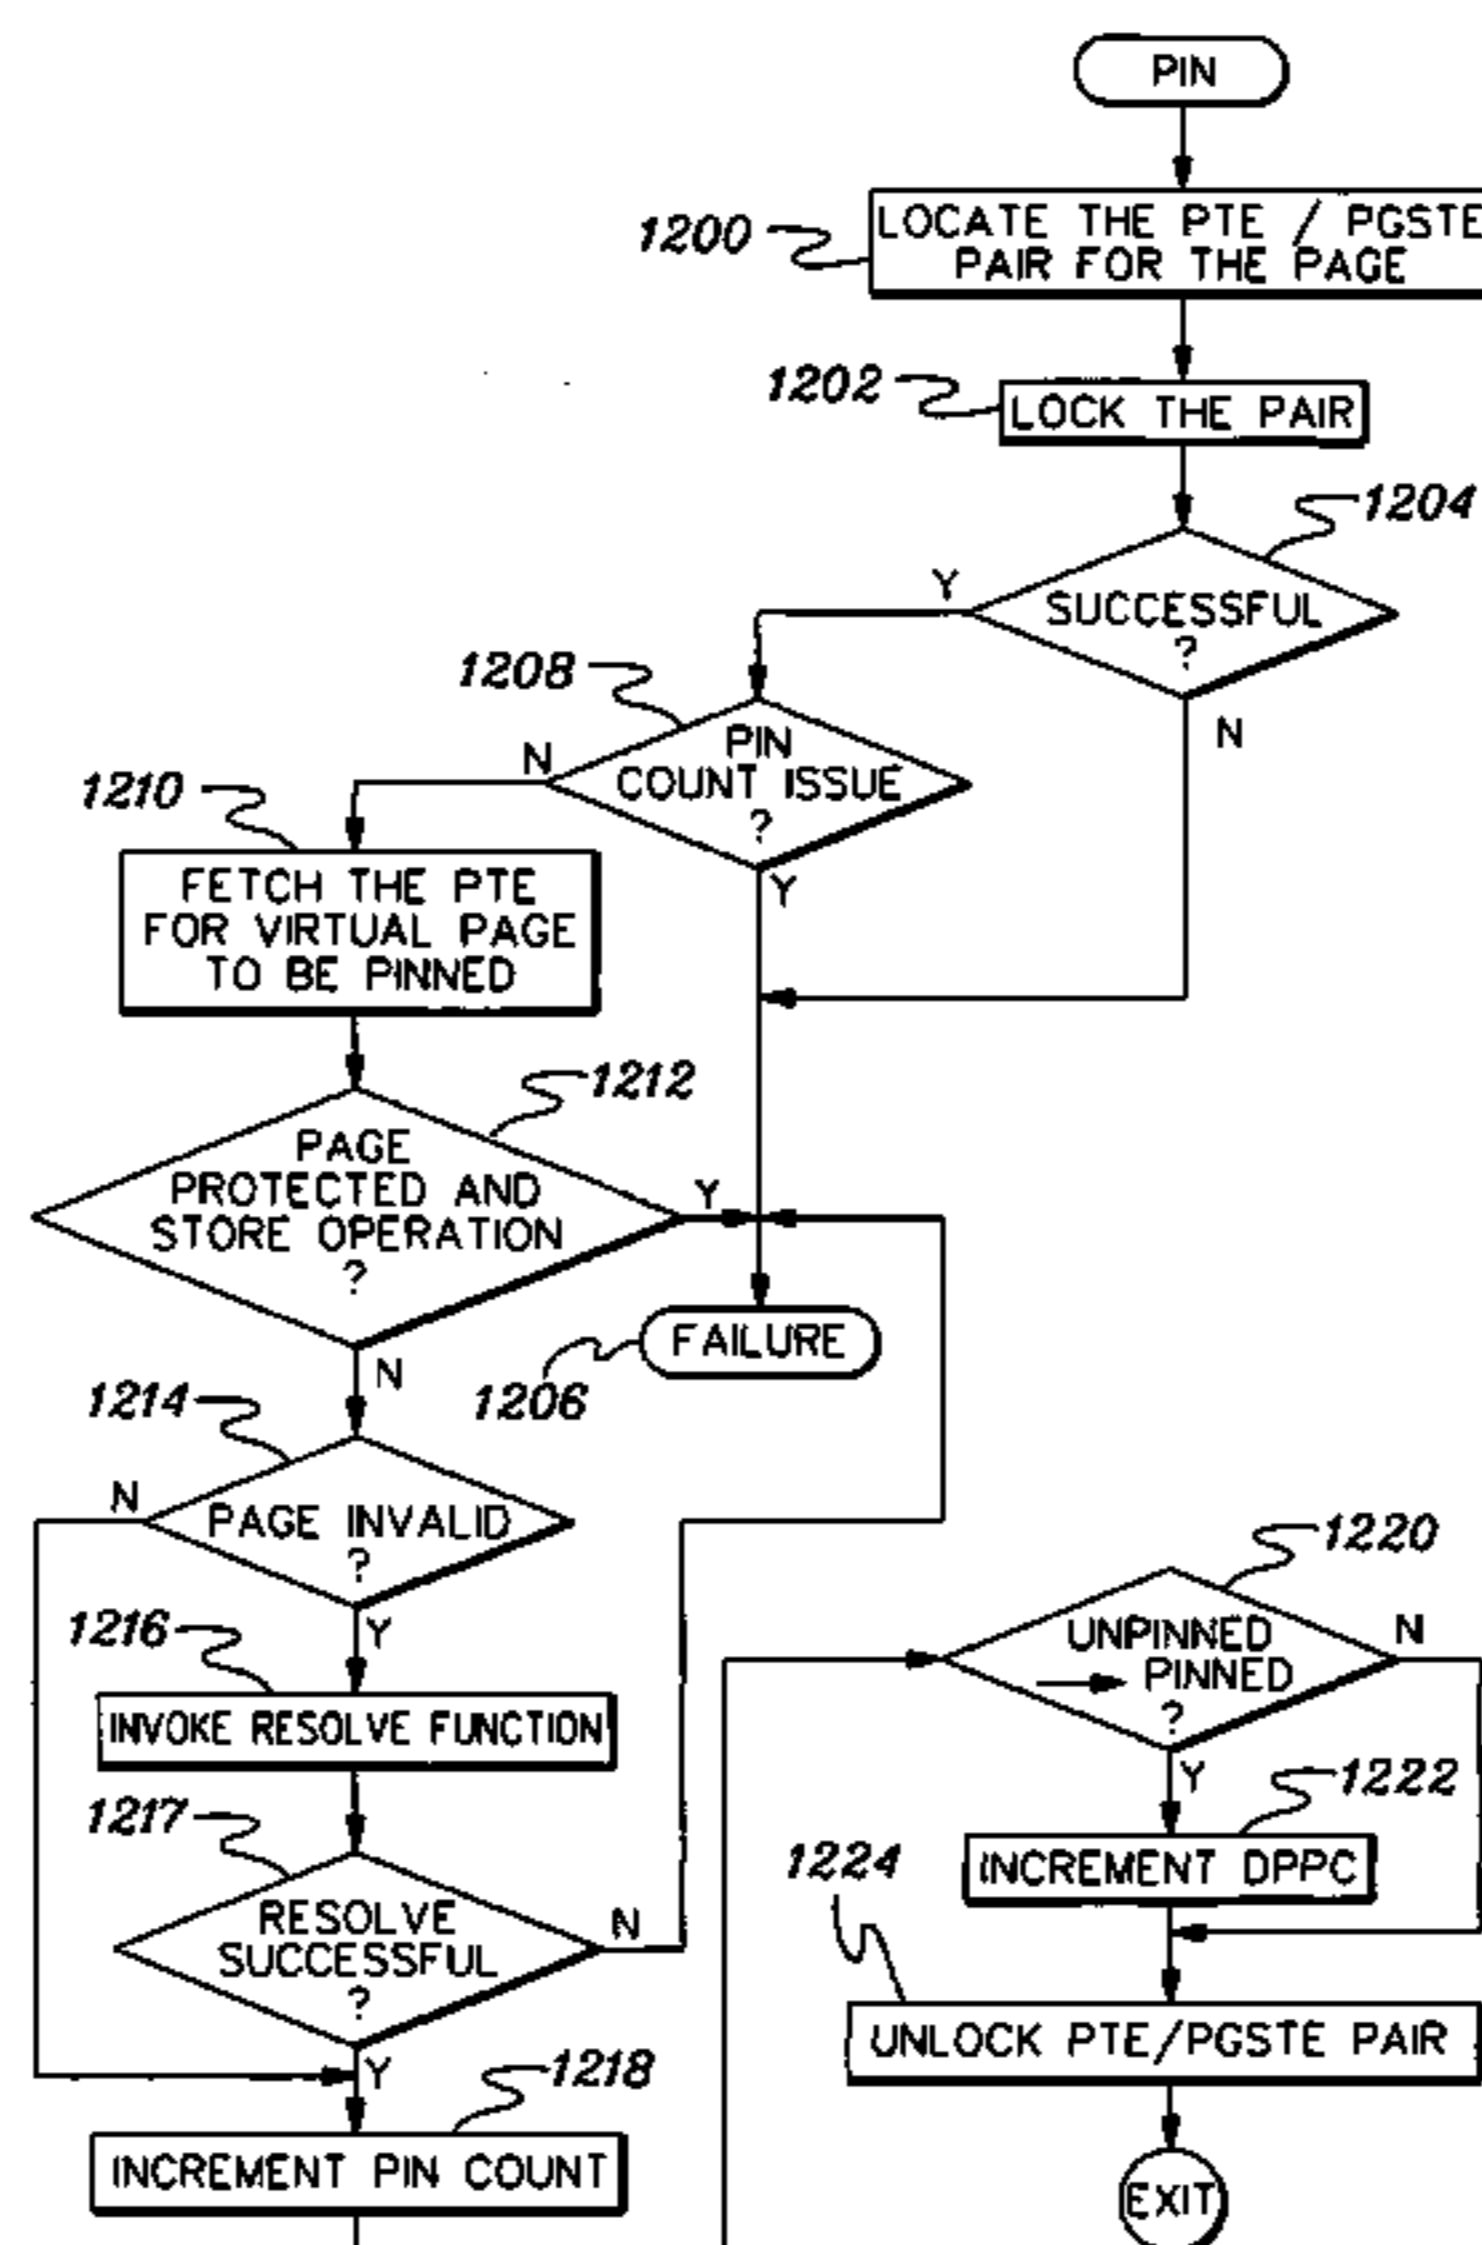 PIN
1200
LOCATE THE PTE / PGSTE
PAIR FOR THE PAGE
1202
LOCK THE PAIR
1204
SUCCESSFUL
?
Y
N
1208
PIN
COUNT ISSUE
?
N
Y
1210
FETCH THE PTE
FOR VIRTUAL PAGE
TO BE PINNED
1212
PAGE
PROTECTED AND
STORE OPERATION
?
Y
N
FAILURE
1206
1214
PAGE INVALID
?
N
Y
1216
INVOKE RESOLVE FUNCTION
1217
RESOLVE
SUCCESSFUL
?
N
Y
1218
INCREMENT PIN COUNT
1220
UNPINNED
PINNED
?
N
Y
1222
INCREMENT DPPC
1224
UNLOCK PTE/PGSTE PAIR
EXIT